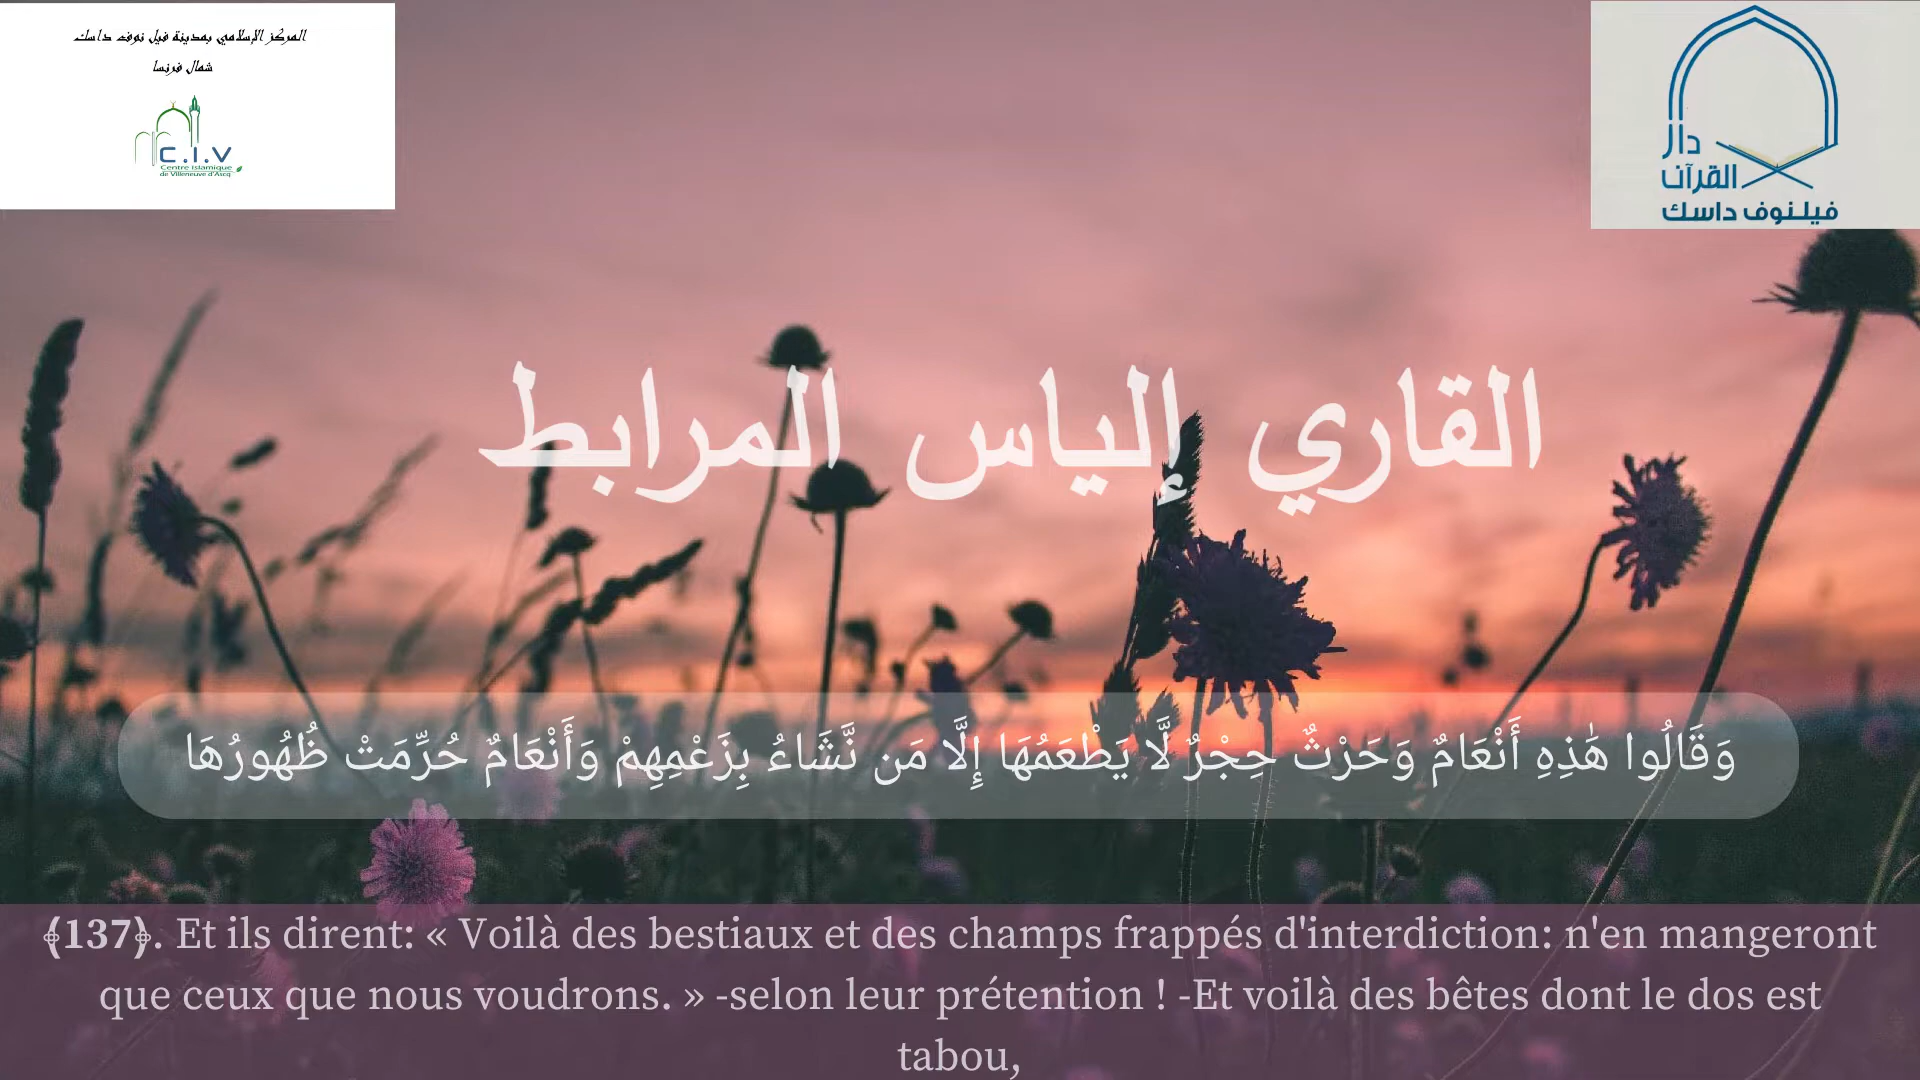 المركز الإسلامي بمدينة فيل نوف داسك
شمال فرنسا
C.I.V
Centre Islamique
de Villeneuve d'Ascq
دار
القرآن
فيلنوف داسك
القاري إلياس المرابط
وَقَالُوا هَٰذِهِ أَنْعَامٌ وَحَرْثٌ حِجْرٌ لَّا يَطْعَمُهَا إِلَّا مَن نَّشَاءُ بِزَعْمِهِمْ وَأَنْعَامٌ حُرِّمَتْ ظُهُورُهَا
﴾137﴿. Et ils dirent: « Voilà des bestiaux et des champs frappés d'interdiction: n'en mangeront
que ceux que nous voudrons. » -selon leur prétention ! -Et voilà des bêtes dont le dos est
tabou,